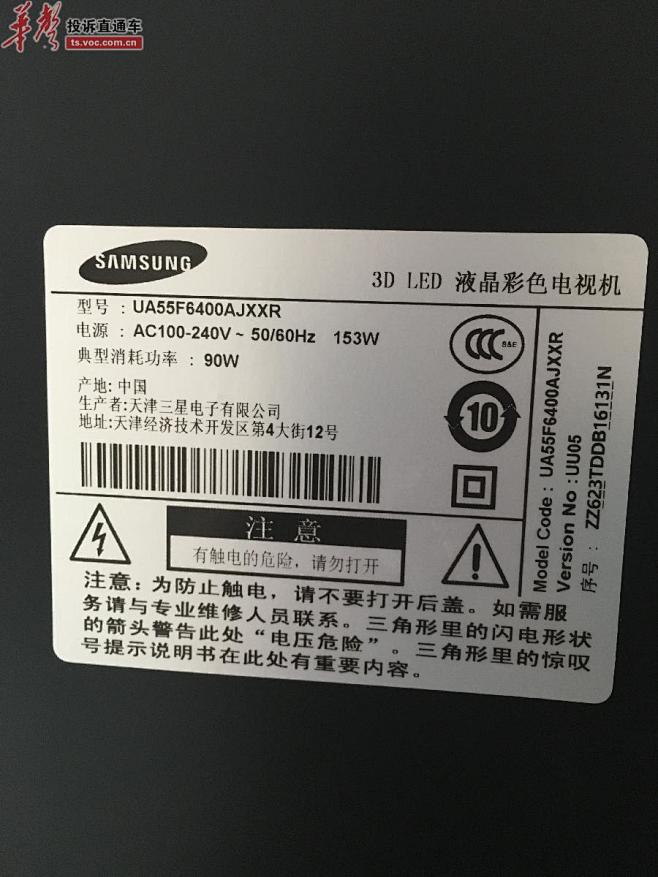 华声 投诉直通车
ts.voc.com.cn
SAMSUNG
3D LED 液晶彩色电视机
型号：UA55F6400AJXXR
电源：AC100-240V ~ 50/60Hz 153W
典型消耗功率：90W
产地:中国
生产者:天津三星电子有限公司
地址:天津经济技术开发区第4大街12号
CCC S&E
10
注 意
有触电的危险，请勿打开
注意：为防止触电，请不要打开后盖。如需服
务请与专业维修人员联系。三角形里的闪电形状
的箭头警告此处“电压危险”。三角形里的惊叹
号提示说明书在此处有重要内容。
Model Code : UA55F6400AJXXR
Version No : UU05
序号： ZZ623TDDB16131N